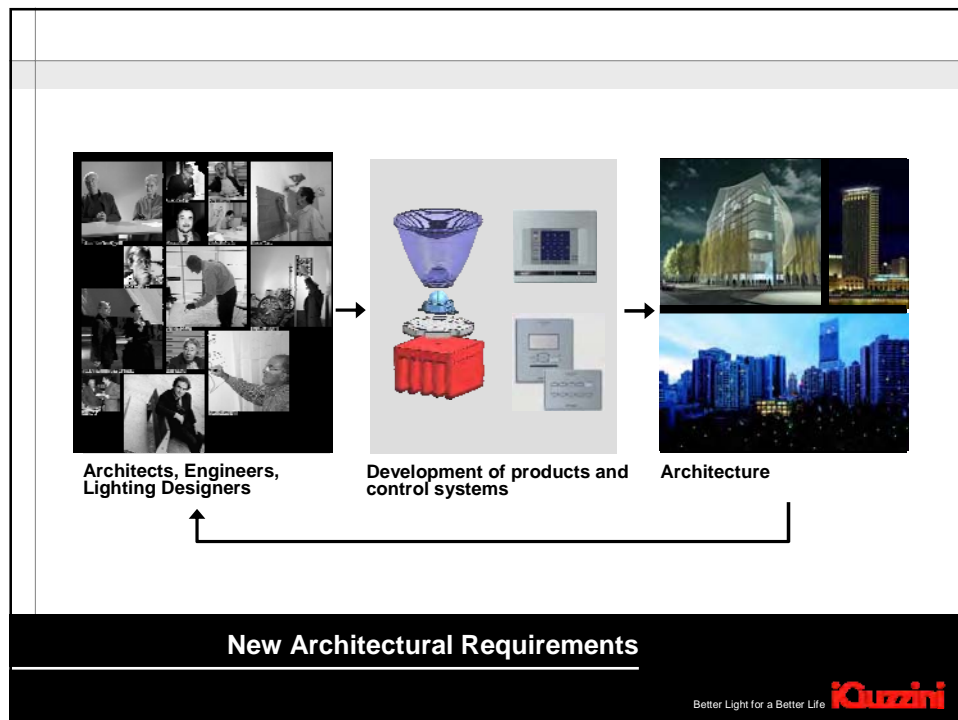 Architects, Engineers,
Lighting Designers
Development of products and
control systems
Architecture
New Architectural Requirements
Better Light for a Better Life
iGuzzini